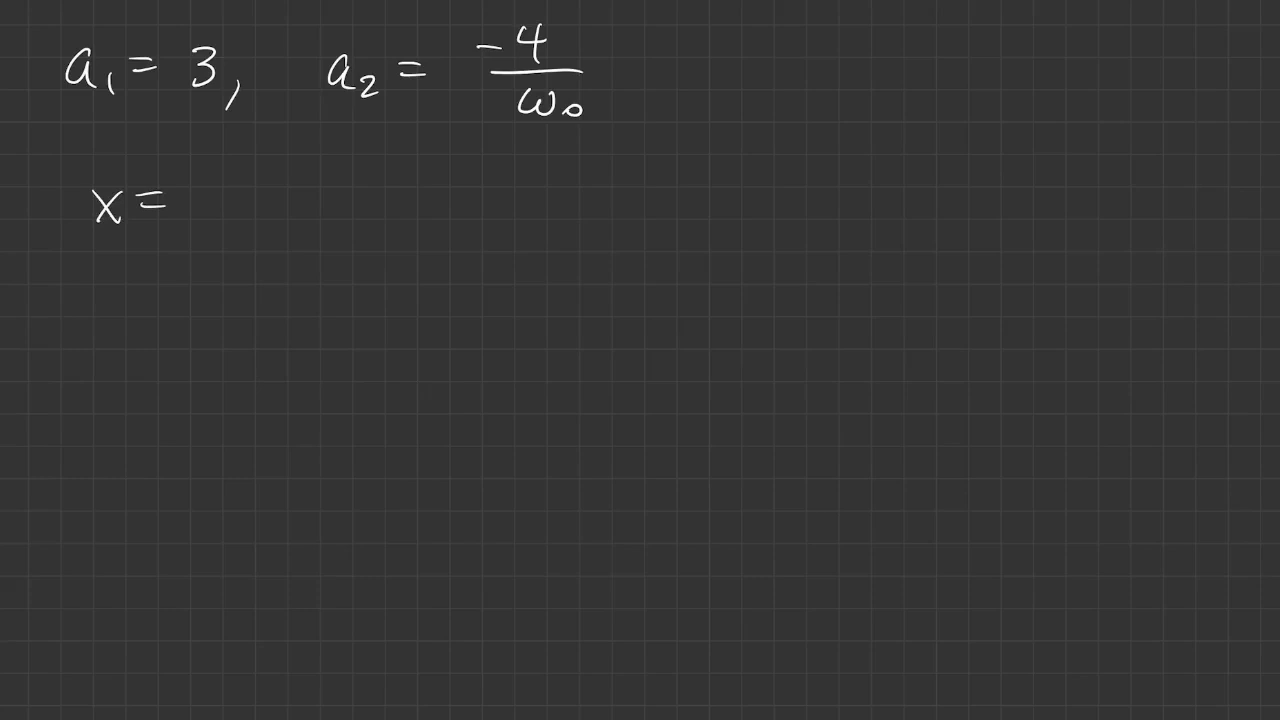 a₁ = 3, a₂ = -4/ω₀
x =